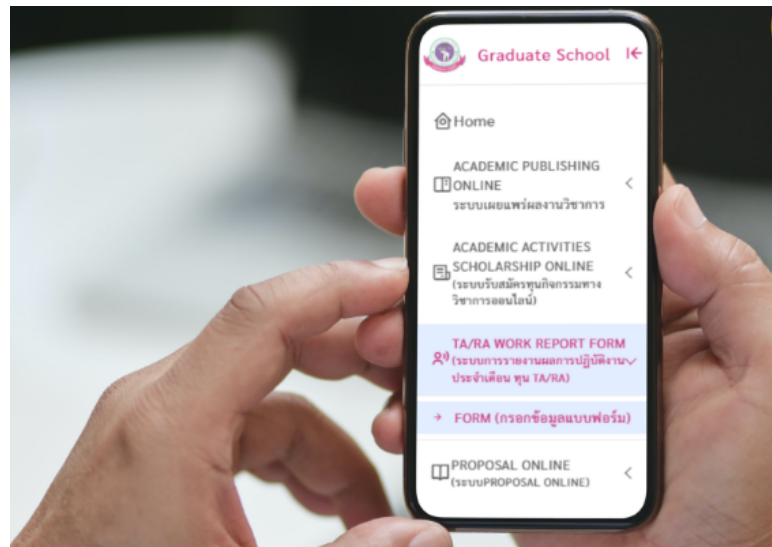 Graduate School
Home
ACADEMIC PUBLISHING
ONLINE
ระบบเผยแพร่ผลงานวิชาการ
ACADEMIC ACTIVITIES
SCHOLARSHIP ONLINE
(ระบบรับสมัครทุนกิจกรรมทาง
วิชาการออนไลน์)
TA/RA WORK REPORT FORM
(ระบบการรายงานผลการปฏิบัติงาน
ประจำเดือน ทุน TA/RA)
FORM (กรอกข้อมูลแบบฟอร์ม)
PROPOSAL ONLINE
(ระบบPROPOSAL ONLINE)